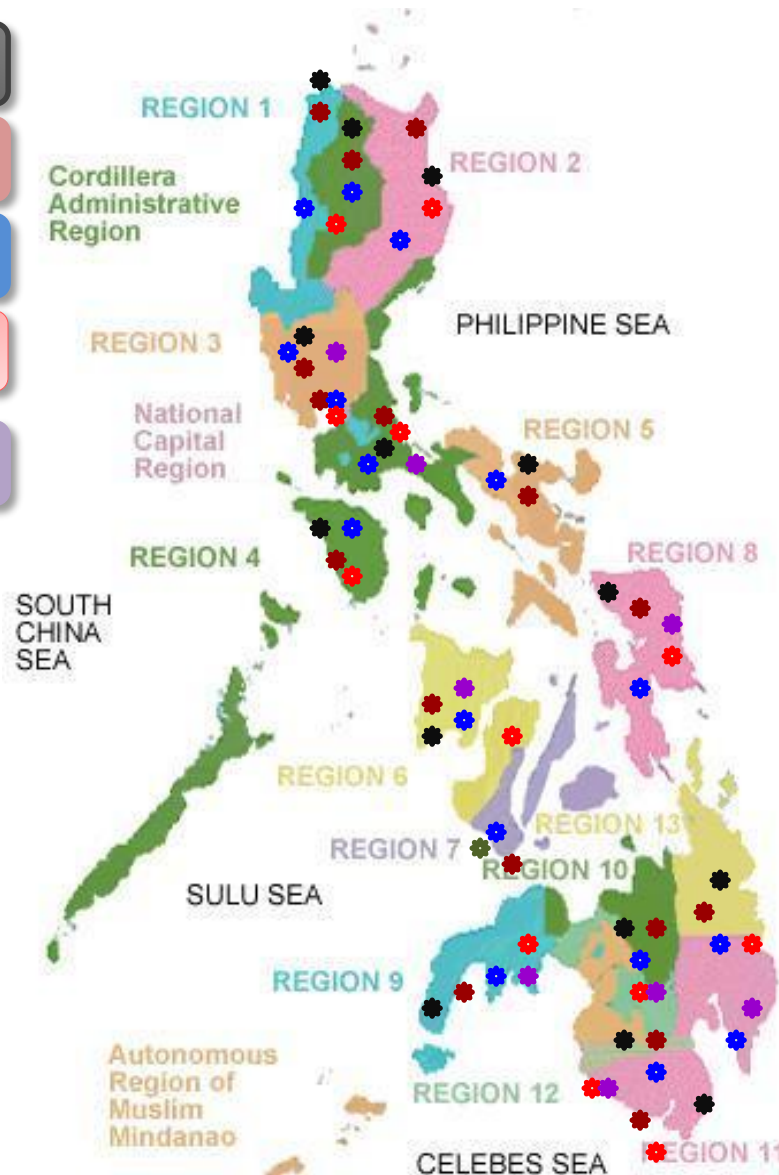 REGION 1
REGION 2
Cordillera
Administrative
Region
PHILIPPINE SEA
REGION 3
National
Capital
Region
REGION 5
REGION 4
REGION 8
SOUTH
CHINA
SEA
REGION 6
REGION 13
REGION 7
REGION 10
SULU SEA
REGION 9
Autonomous
Region of
Muslim
Mindanao
REGION 12
CELEBES SEA
REGION 11